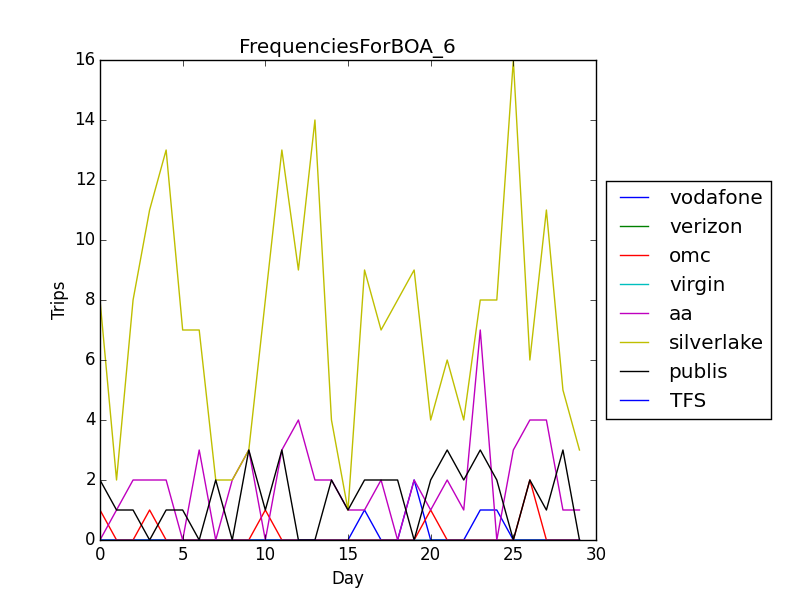 FrequenciesForBOA_6
16
14
12
10
8
6
4
2
0
Trips
0 5 10 15 20 25 30
Day
vodafone
verizon
omc
virgin
aa
silverlake
publis
TFS